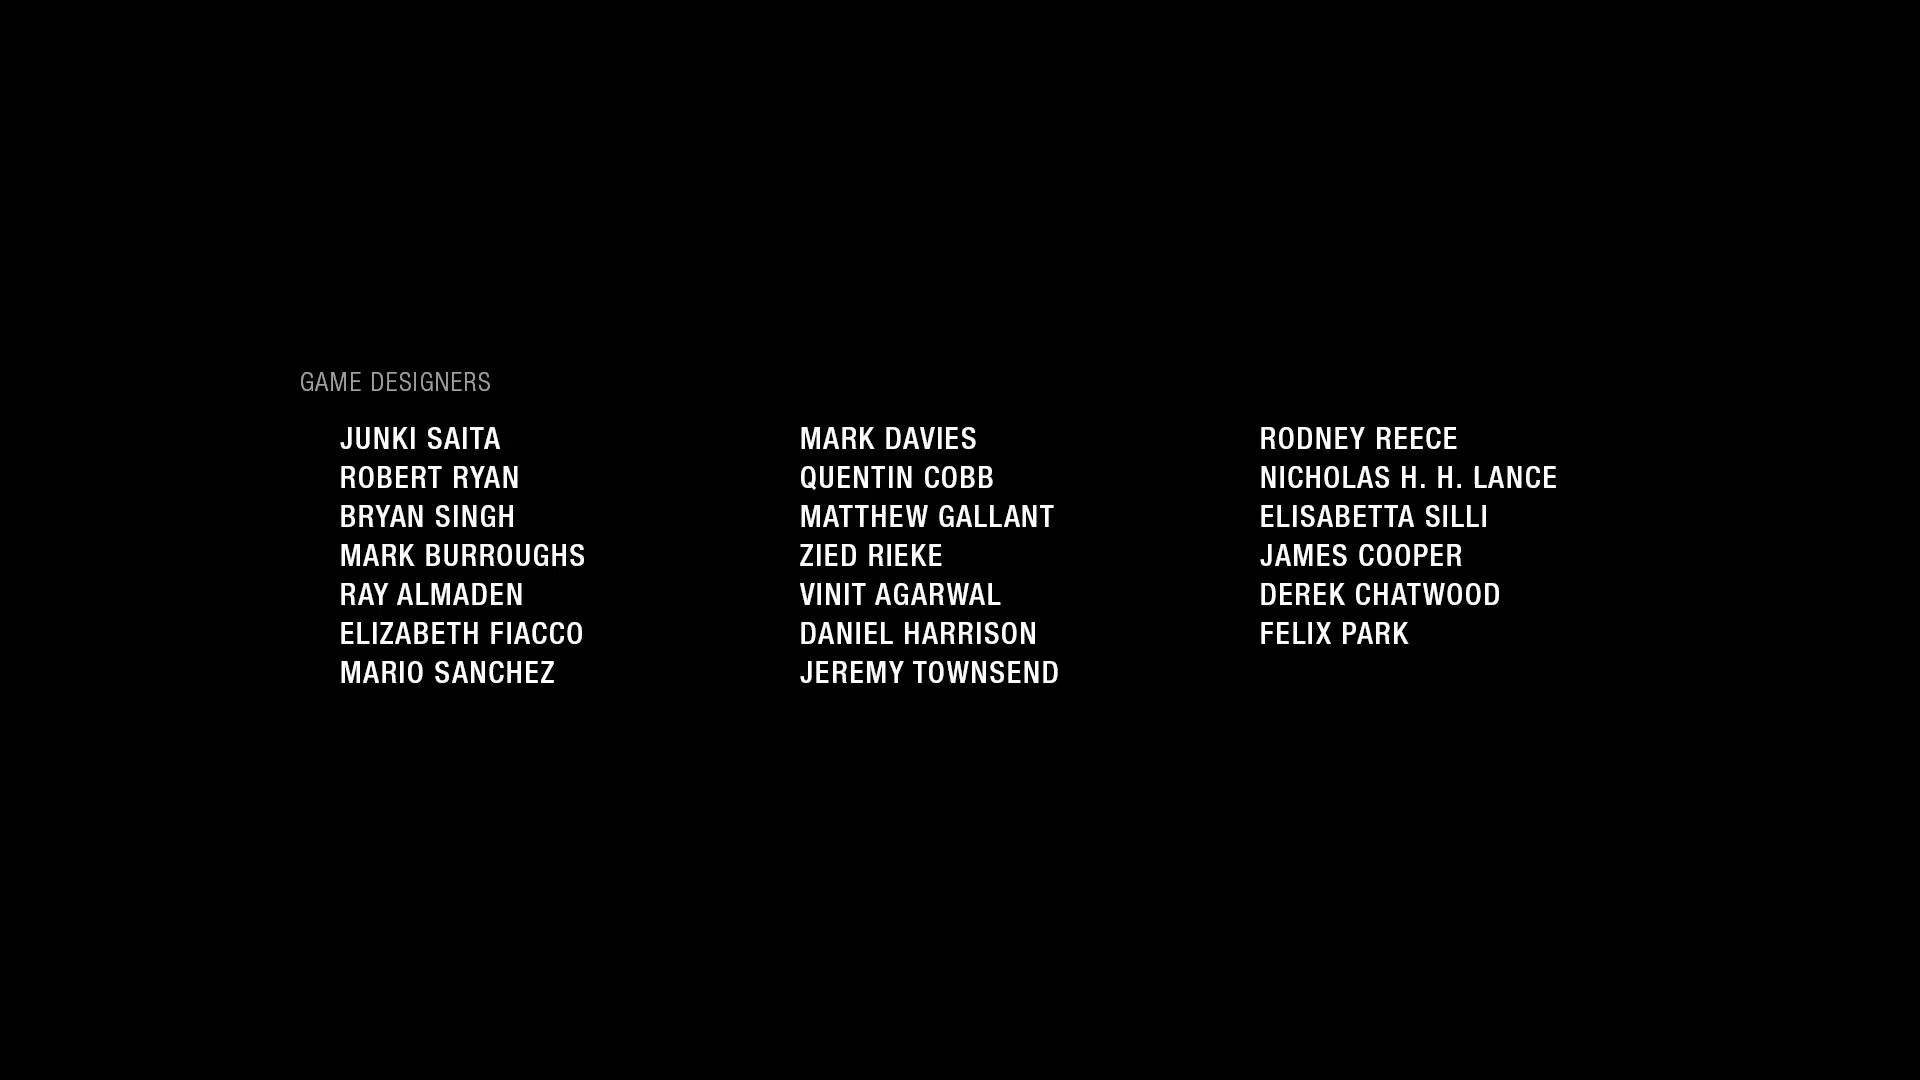 GAME DESIGNERS
JUNKI SAITA
ROBERT RYAN
BRYAN SINGH
MARK BURROUGHS
RAY ALMADEN
ELIZABETH FIACCO
MARIO SANCHEZ
MARK DAVIES
QUENTIN COBB
MATTHEW GALLANT
ZIED RIEKE
VINIT AGARWAL
DANIEL HARRISON
JEREMY TOWNSEND
RODNEY REECE
NICHOLAS H. H. LANCE
ELISABETTA SILLI
JAMES COOPER
DEREK CHATWOOD
FELIX PARK